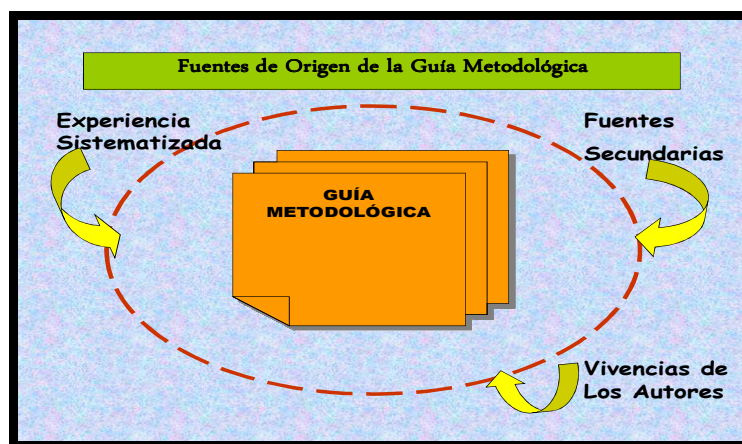 Fuentes de Origen de la Guía Metodológica
Experiencia
Sistematizada
Fuentes
Secundarias
GUÍA
METODOLÓGICA
Vivencias de
Los Autores